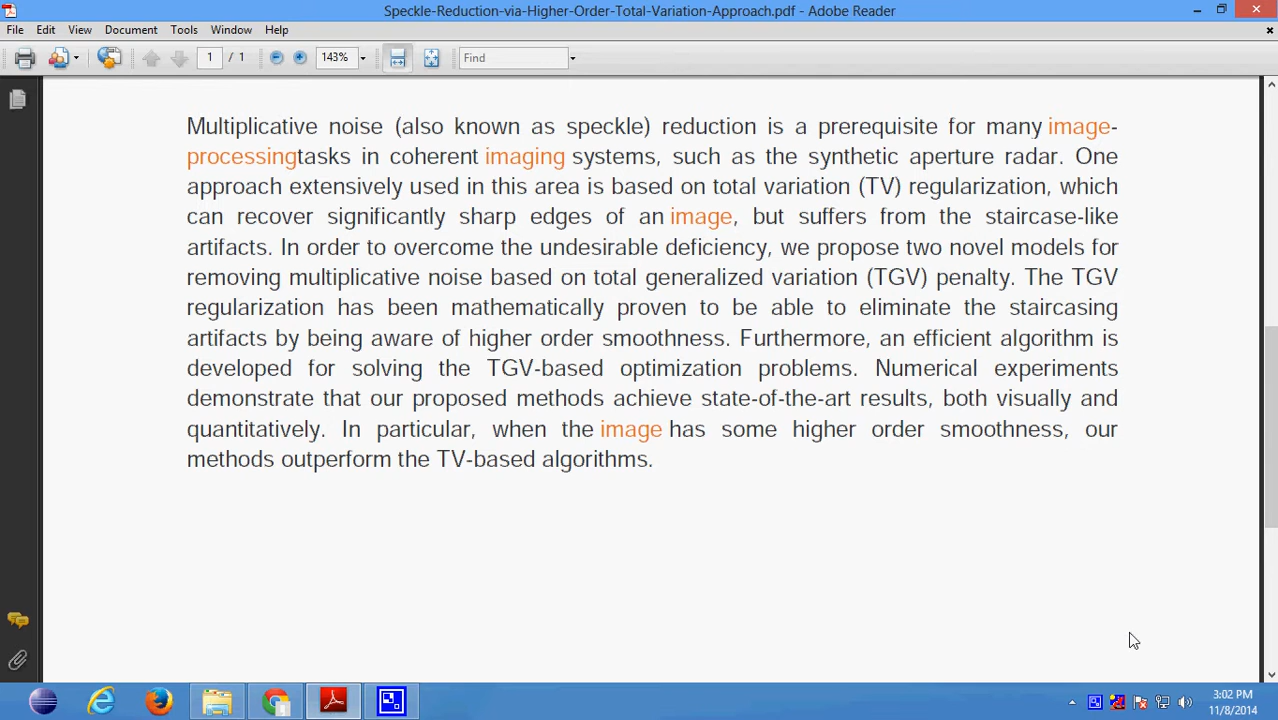 Speckle-Reduction-via-Higher-Order-Total-Variation-Approach.pdf - Adobe Reader
File Edit View Document Tools Window Help
1 / 1 143% Find
Multiplicative noise (also known as speckle) reduction is a prerequisite for many image-
processingtasks in coherent imaging systems, such as the synthetic aperture radar. One
approach extensively used in this area is based on total variation (TV) regularization, which
can recover significantly sharp edges of an image, but suffers from the staircase-like
artifacts. In order to overcome the undesirable deficiency, we propose two novel models for
removing multiplicative noise based on total generalized variation (TGV) penalty. The TGV
regularization has been mathematically proven to be able to eliminate the staircasing
artifacts by being aware of higher order smoothness. Furthermore, an efficient algorithm is
developed for solving the TGV-based optimization problems. Numerical experiments
demonstrate that our proposed methods achieve state-of-the-art results, both visually and
quantitatively. In particular, when the image has some higher order smoothness, our
methods outperform the TV-based algorithms.
3:02 PM
11/8/2014